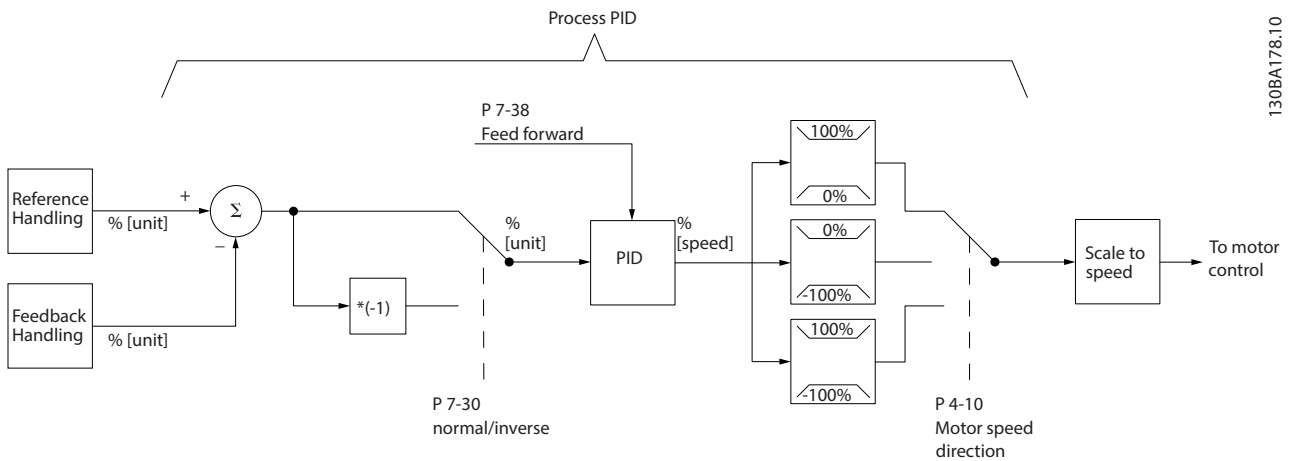 Process PID
130BA178.10
P 7-38
Feed forward
Reference
Handling
+
% [unit]
Σ
−
Feedback
Handling
% [unit]
*(-1)
P 7-30
normal/inverse
%
[unit]
PID
%
[speed]
100%
0%
0%
-100%
100%
-100%
P 4-10
Motor speed
direction
Scale to
speed
To motor
control